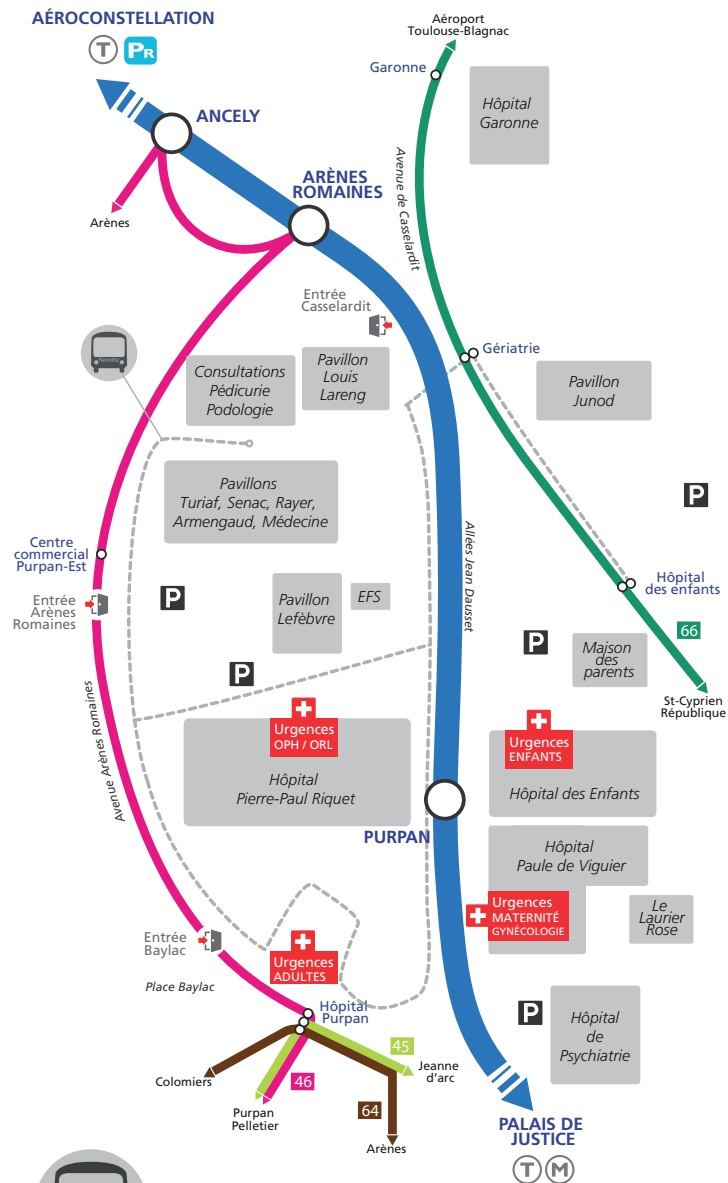 AÉROCONSTELLATION
T
PR
Aéroport
Toulouse-Blagnac
Garonne
Hôpital
Garonne
ANCELY
ARÈNES
ROMAINES
Avenue de Casselardit
Arènes
Entrée
Casselardit
Navette
Gériatrie
Consultations
Pédicurie
Podologie
Pavillon
Louis
Lareng
Pavillon
Junod
Pavillons
Turiaf, Senac, Rayer,
Armengaud, Médecine
P
Allées Jean Dausset
Centre
commercial
Purpan-Est
Entrée
Arènes
Romaines
P
Pavillon
Lefèbvre
EFS
Hôpital
des enfants
66
P
Maison
des
parents
P
St-Cyprien
République
Avenue Arènes Romaines
Urgences
OPH / ORL
Urgences
ENFANTS
Hôpital
Pierre-Paul Riquet
Hôpital des Enfants
PURPAN
Hôpital
Paule de Viguier
Urgences
MATERNITÉ
GYNÉCOLOGIE
Le
Laurier
Rose
Entrée
Baylac
Urgences
ADULTES
Place Baylac
Hôpital
Purpan
P
Hôpital
de
Psychiatrie
45
Jeanne
d'arc
Colomiers
46
64
Purpan
Pelletier
Arènes
PALAIS DE
JUSTICE
T
M